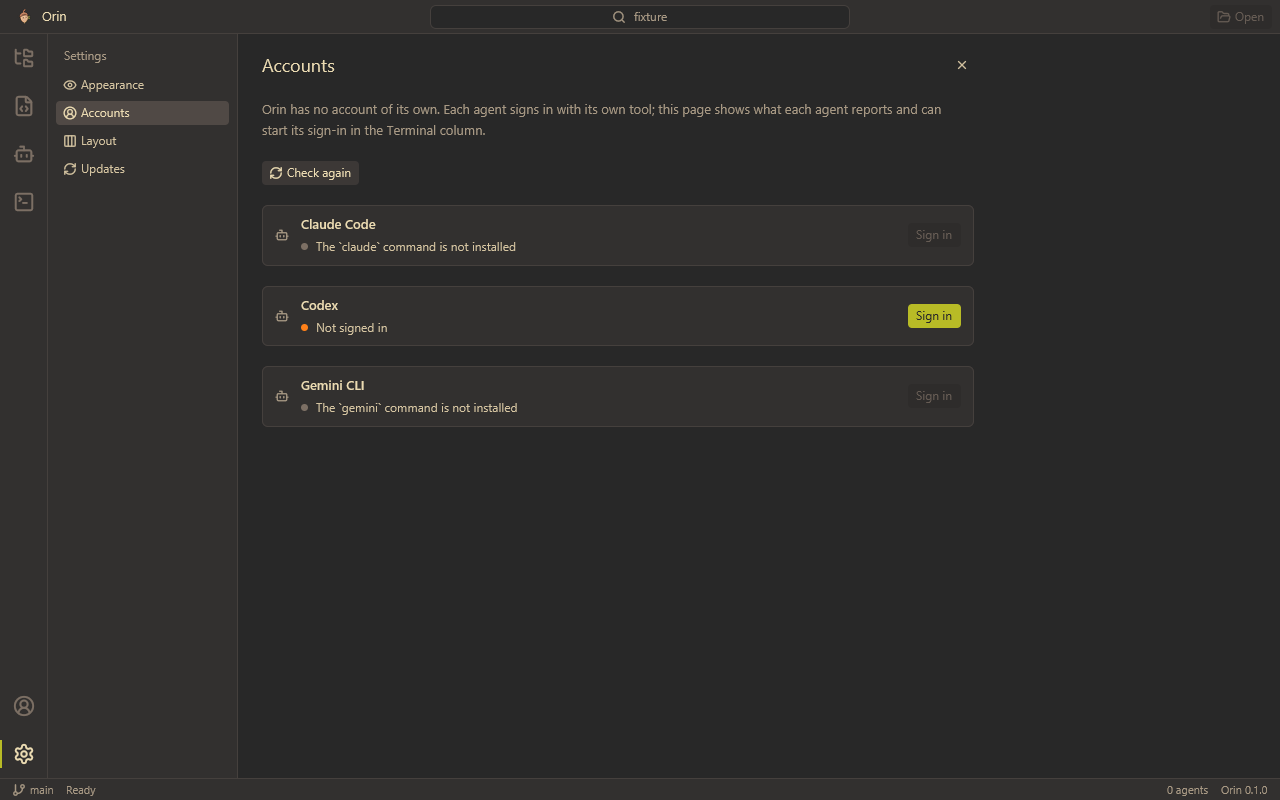 Orin
fixture
Open
Settings
Appearance
Accounts
Layout
Updates
Accounts
Orin has no account of its own. Each agent signs in with its own tool; this page shows what each agent reports and can
start its sign-in in the Terminal column.
Check again
Claude Code
The `claude` command is not installed
Sign in
Codex
Not signed in
Sign in
Gemini CLI
The `gemini` command is not installed
Sign in
main
Ready
0 agents
Orin 0.1.0